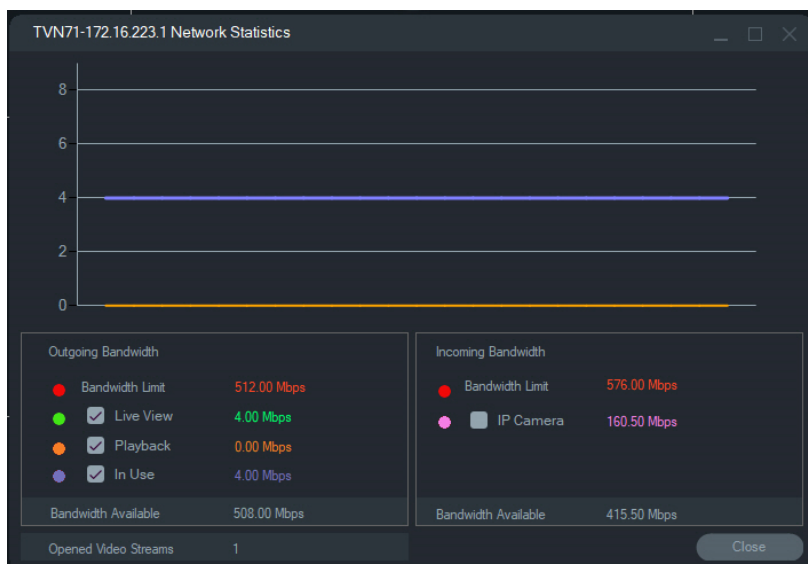 TVN71-172.16.223.1 Network Statistics
8
6
4
2
0
Outgoing Bandwidth
Bandwidth Limit 512.00 Mbps
Live View 4.00 Mbps
Playback 0.00 Mbps
In Use 4.00 Mbps
Bandwidth Available 508.00 Mbps
Opened Video Streams 1
Incoming Bandwidth
Bandwidth Limit 576.00 Mbps
IP Camera 160.50 Mbps
Bandwidth Available 415.50 Mbps
Close